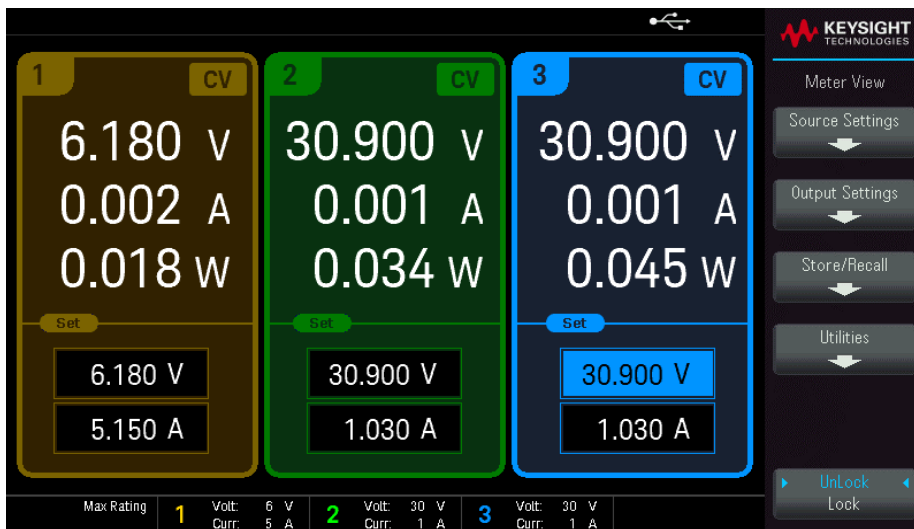 KEYSIGHT
TECHNOLOGIES
1 CV
6.180 V
0.002 A
0.018 W
Set
6.180 V
5.150 A
2 CV
30.900 V
0.001 A
0.034 W
Set
30.900 V
1.030 A
3 CV
30.900 V
0.001 A
0.045 W
Set
30.900 V
1.030 A
Meter View
Source Settings
Output Settings
Store/Recall
Utilities
UnLock
Lock
Max Rating
1 Volt: 6 V
Curr: 5 A
2 Volt: 30 V
Curr: 1 A
3 Volt: 30 V
Curr: 1 A